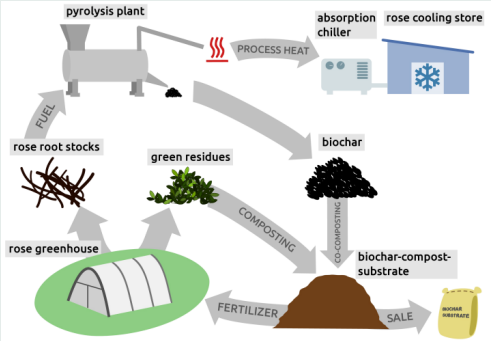 pyrolysis plant
absorption
chiller
rose cooling store
PROCESS HEAT
FUEL
rose root stocks
green residues
biochar
COMPOSTING
CO-COMPOSTING
rose greenhouse
biochar-compost-
substrate
FERTILIZER
SALE
BIOCHAR
SUBSTRATE